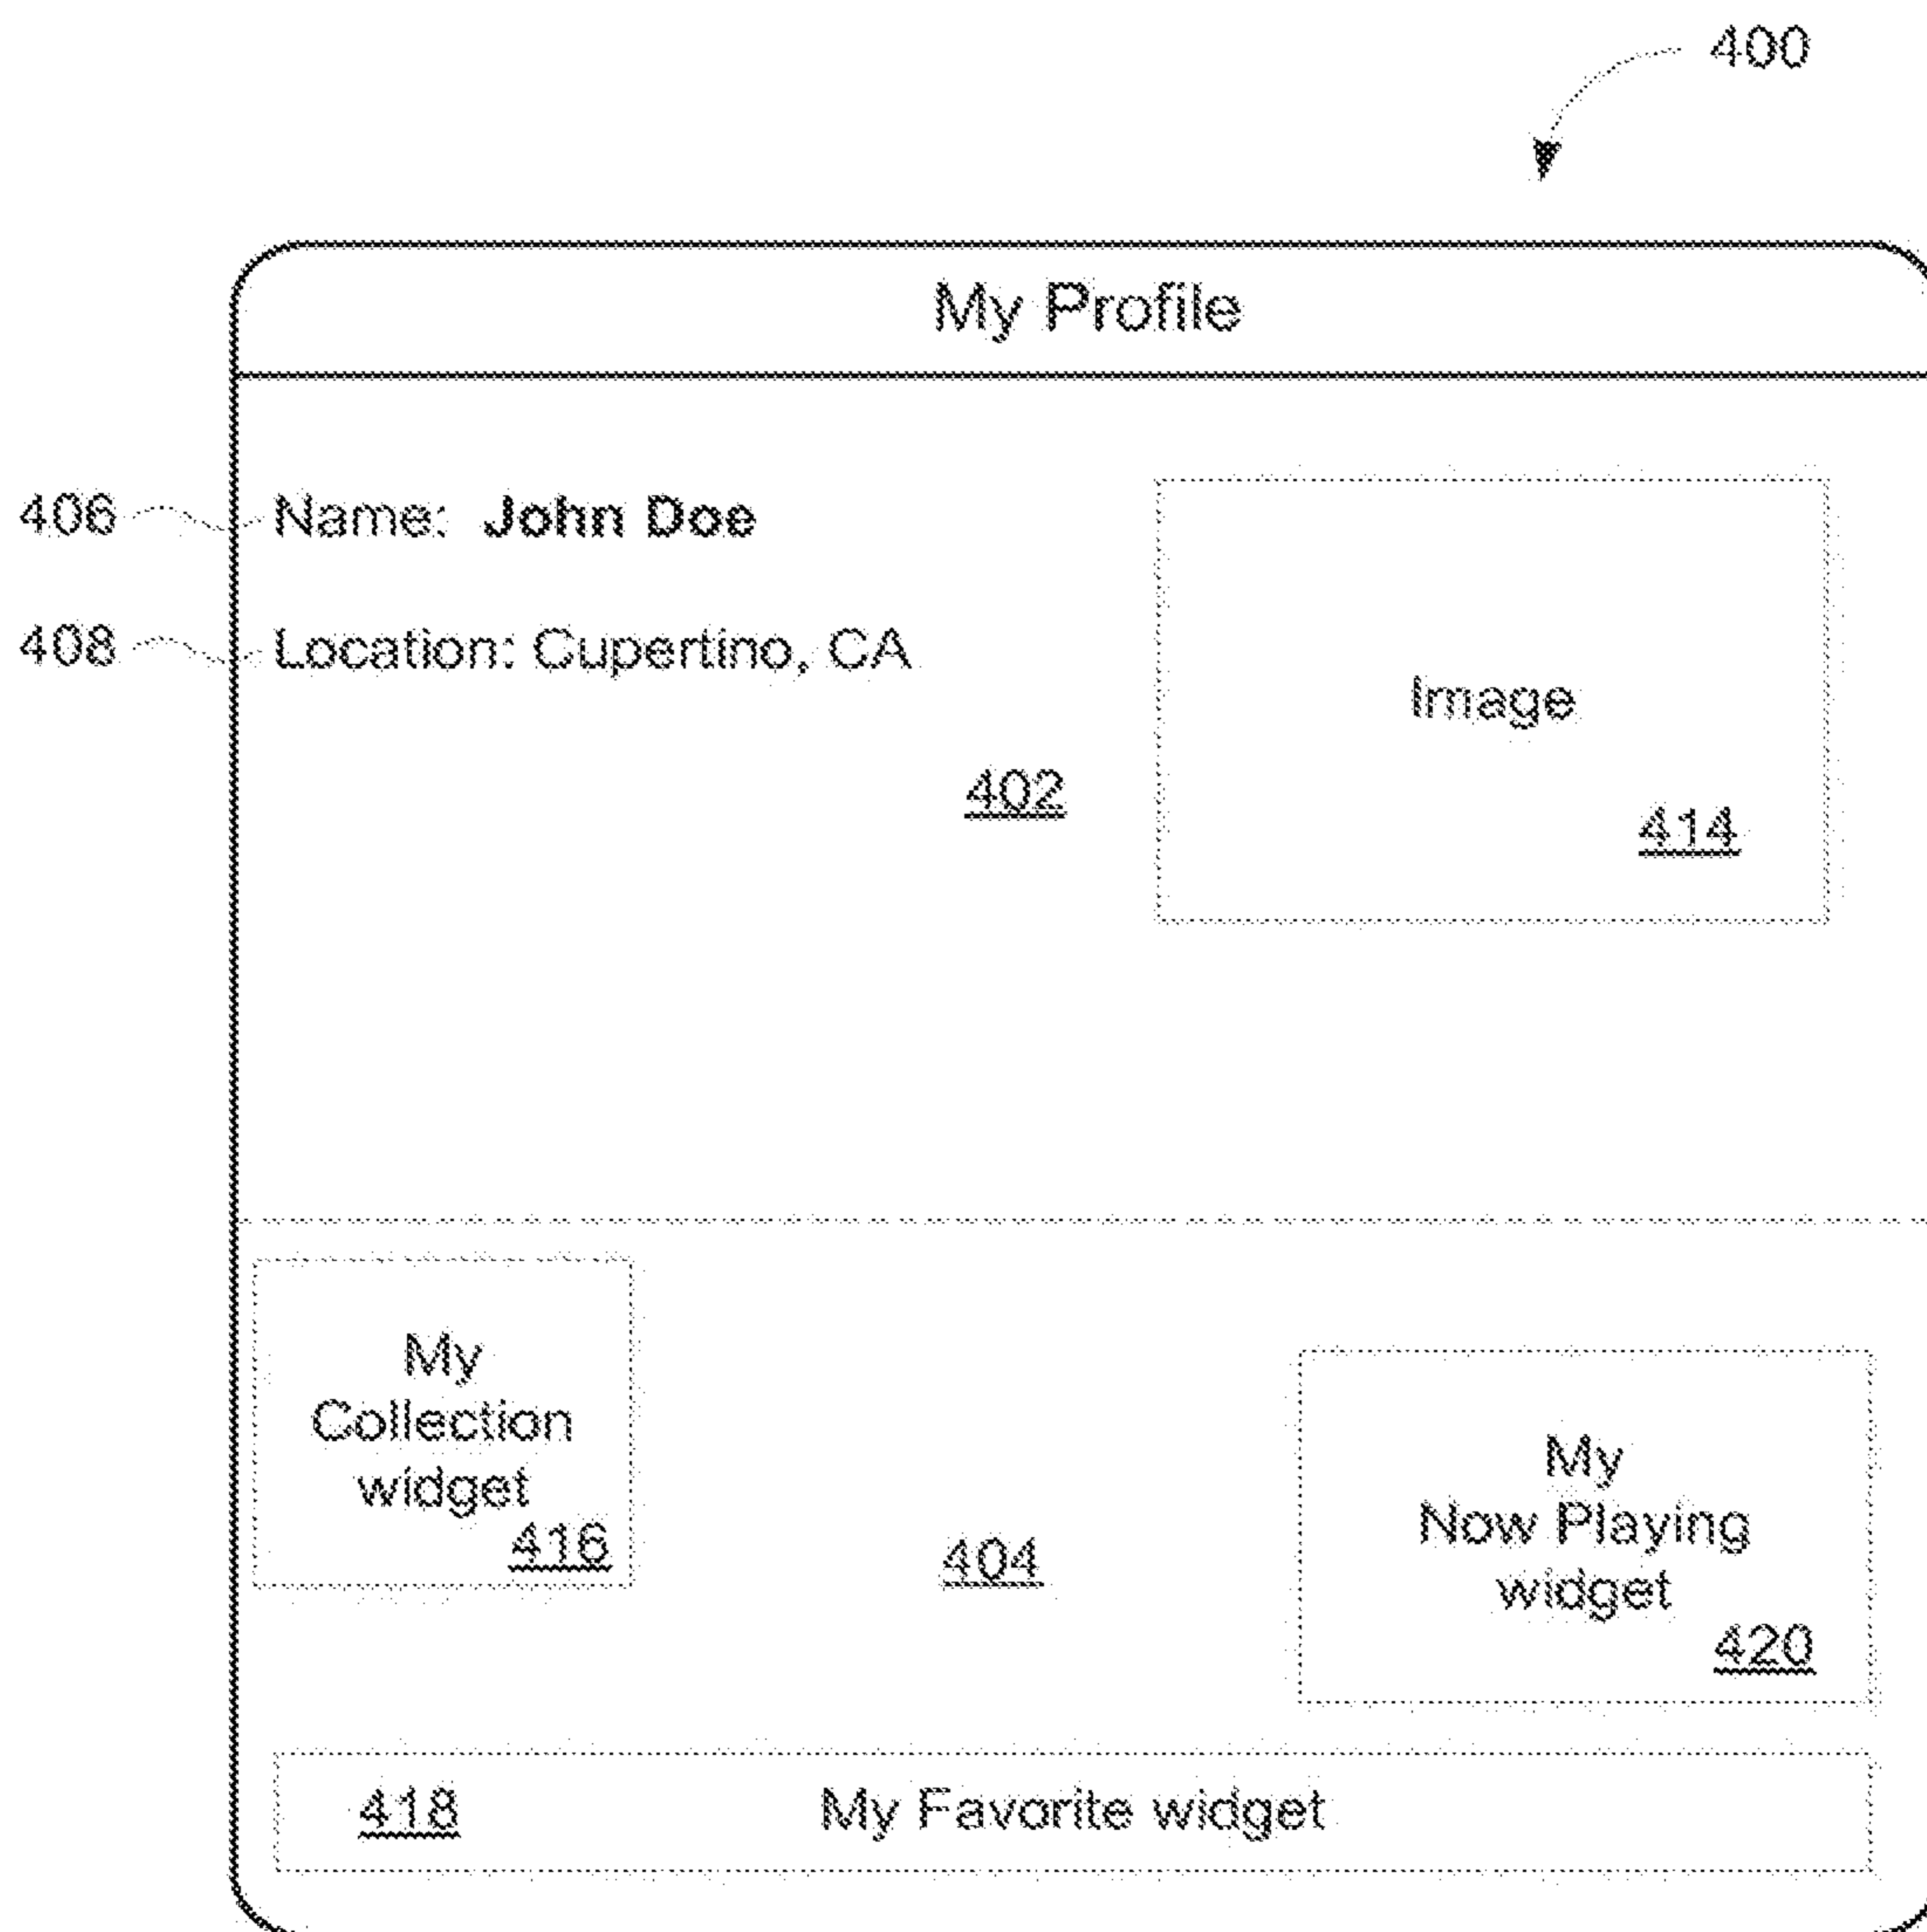 400
My Profile
406 Name: John Doe
408 Location: Cupertino, CA
Image
402
414
My
Collection
widget
416
404
My
Now Playing
widget
420
418 My Favorite widget